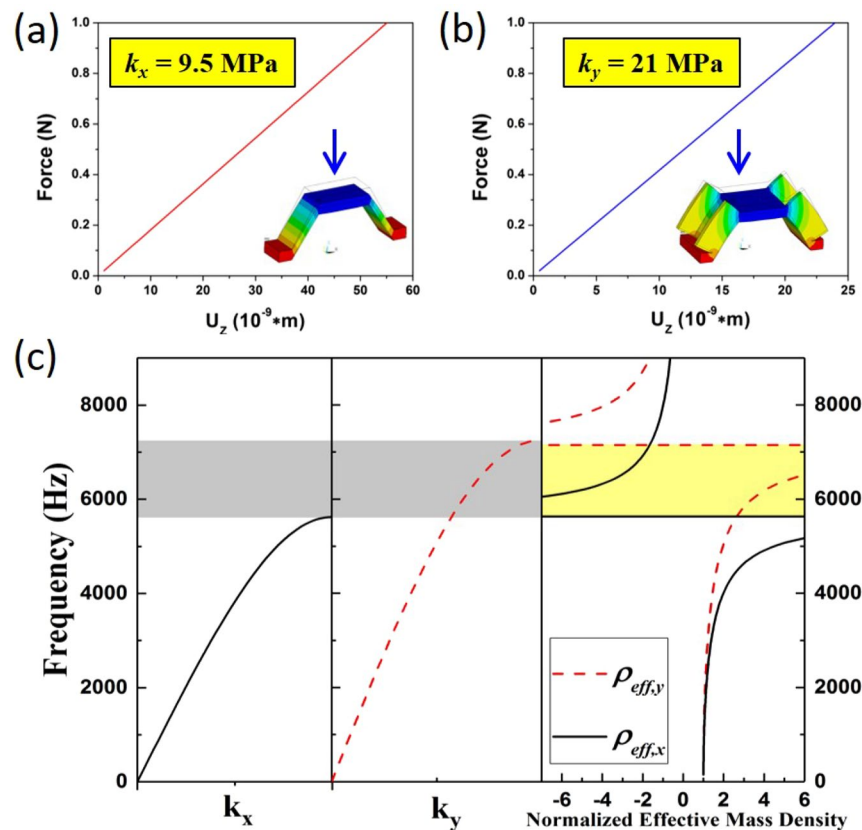 (a)
1.0
0.8
0.6
0.4
0.2
0.0
Force (N)
kx = 9.5 MPa
0 10 20 30 40 50 60
UZ (10-9*m)
(b)
1.0
0.8
0.6
0.4
0.2
0.0
Force (N)
ky = 21 MPa
0 5 10 15 20 25
UZ (10-9*m)
(c)
8000
6000
4000
2000
0
Frequency (Hz)
kx
ky
ρeff,y
ρeff,x
-6 -4 -2 0 2 4 6
Normalized Effective Mass Density
8000
6000
4000
2000
0